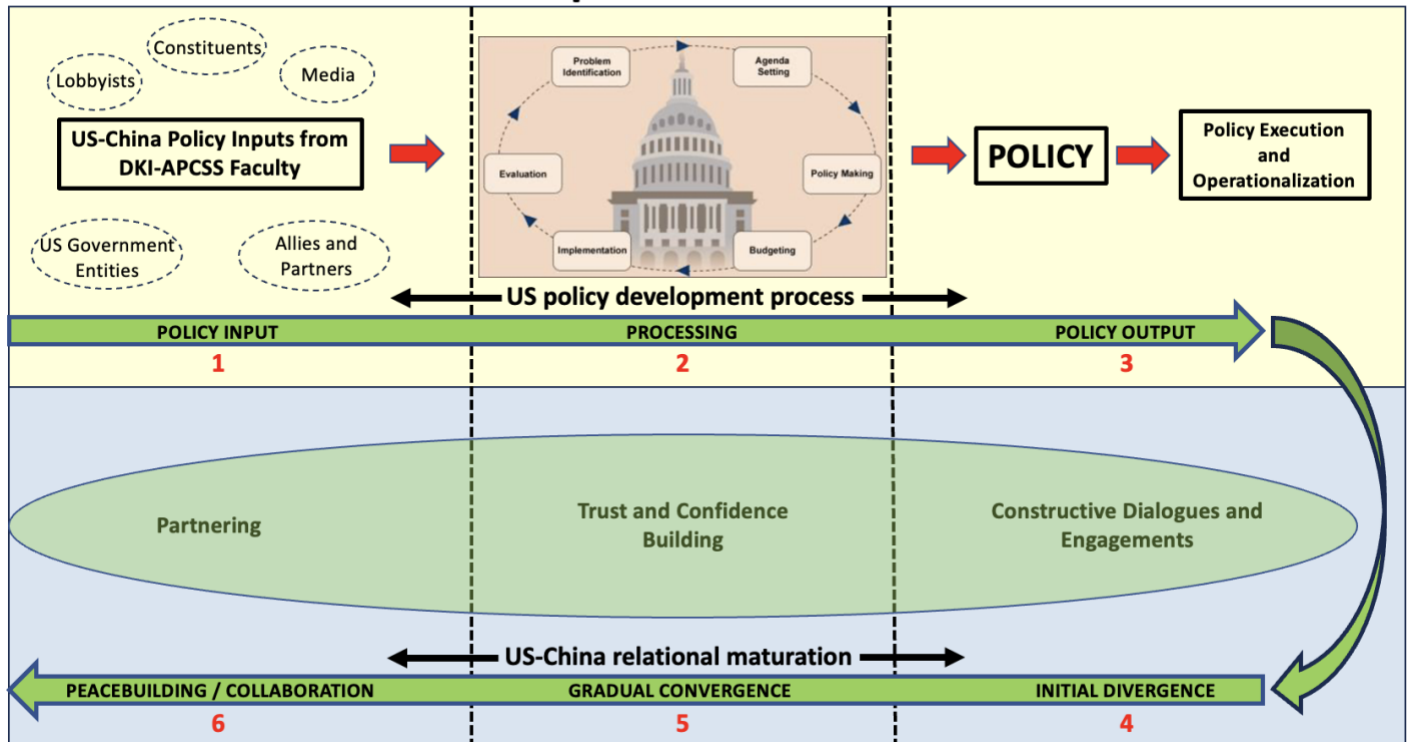 Constituents
Lobbyists
Media
US-China Policy Inputs from
DKI-APCSS Faculty
US Government
Entities
Allies and
Partners
Problem
Identification
Agenda
Setting
Evaluation
Policy Making
Implementation
Budgeting
POLICY
Policy Execution
and
Operationalization
US policy development process
POLICY INPUT
PROCESSING
POLICY OUTPUT
1
2
3
Partnering
Trust and Confidence
Building
Constructive Dialogues and
Engagements
US-China relational maturation
PEACEBUILDING / COLLABORATION
GRADUAL CONVERGENCE
INITIAL DIVERGENCE
6
5
4